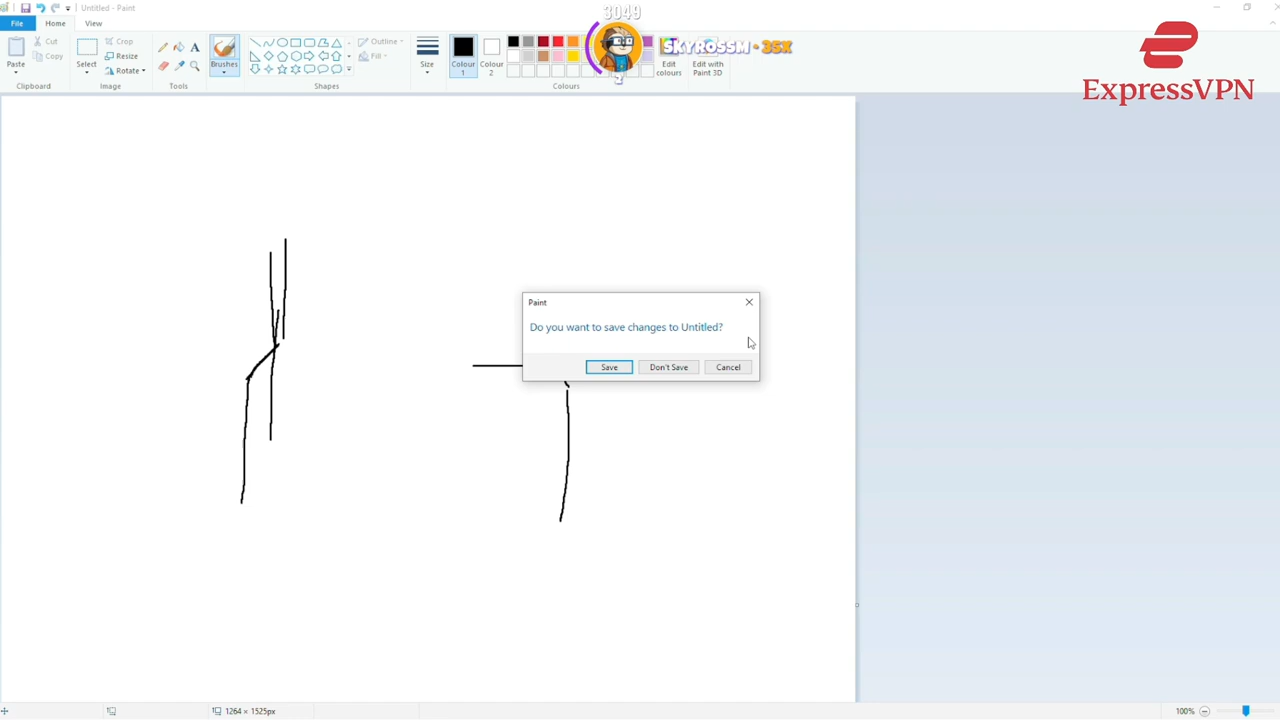 Untitled - Paint
3049
File Home View
SKYROSSM • 35X
ExpressVPN
Cut
Copy
Paste
Crop
Resize
Rotate
Select
Brushes
Outline
Fill
Size
Colour 1
Colour 2
Edit colours
Edit with Paint 3D
Clipboard Image Tools Shapes Colours
Paint
Do you want to save changes to Untitled?
Save Don't Save Cancel
1264 × 1525px
100%